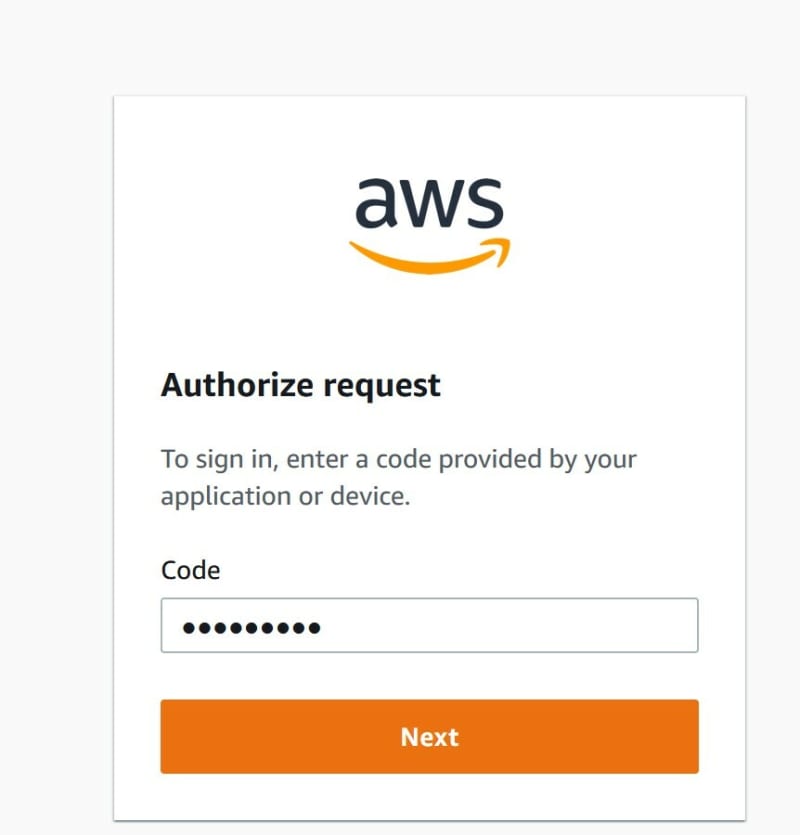 aws
Authorize request
To sign in, enter a code provided by your
application or device.
Code
•••••••••
Next